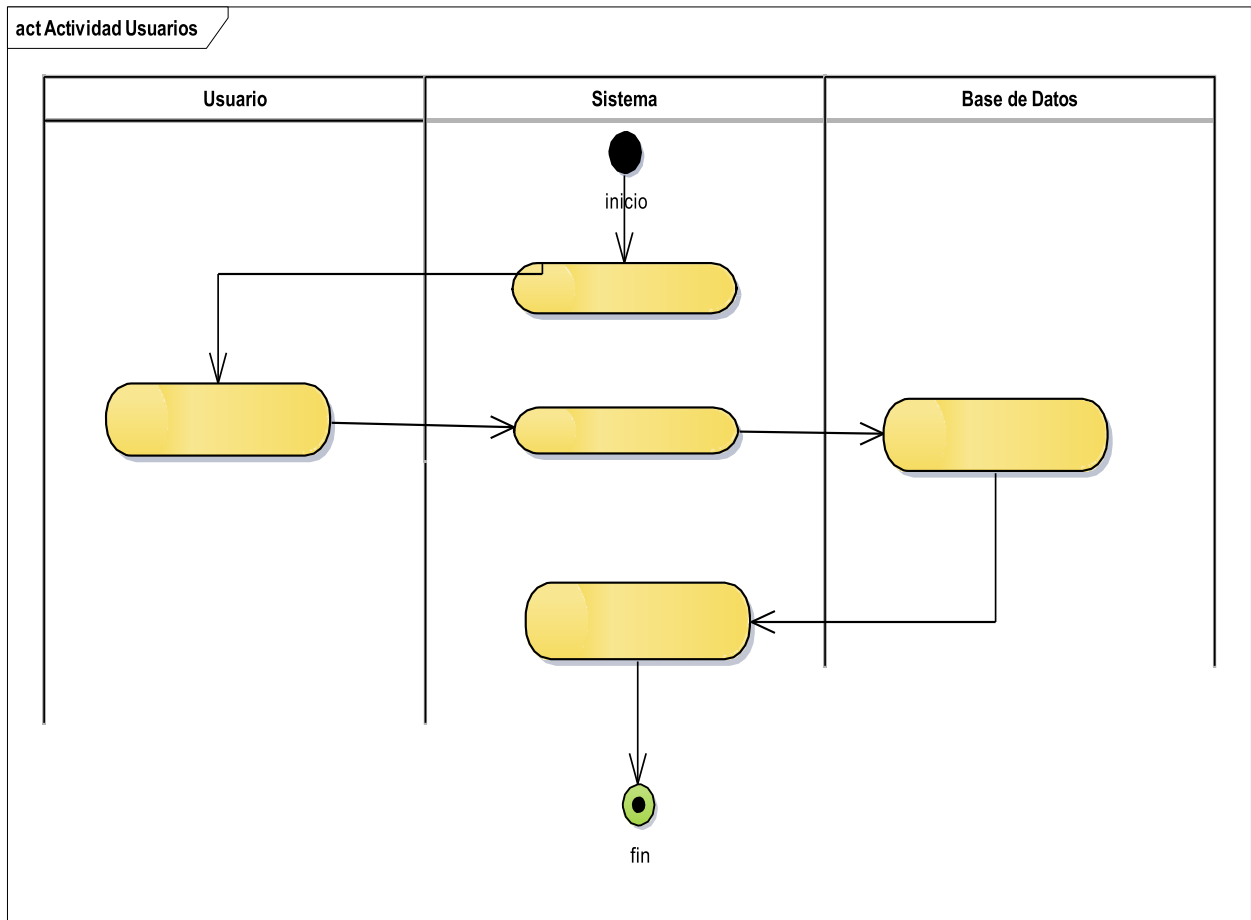 act Actividad Usuarios
Usuario
Sistema
Base de Datos
inicio
fin